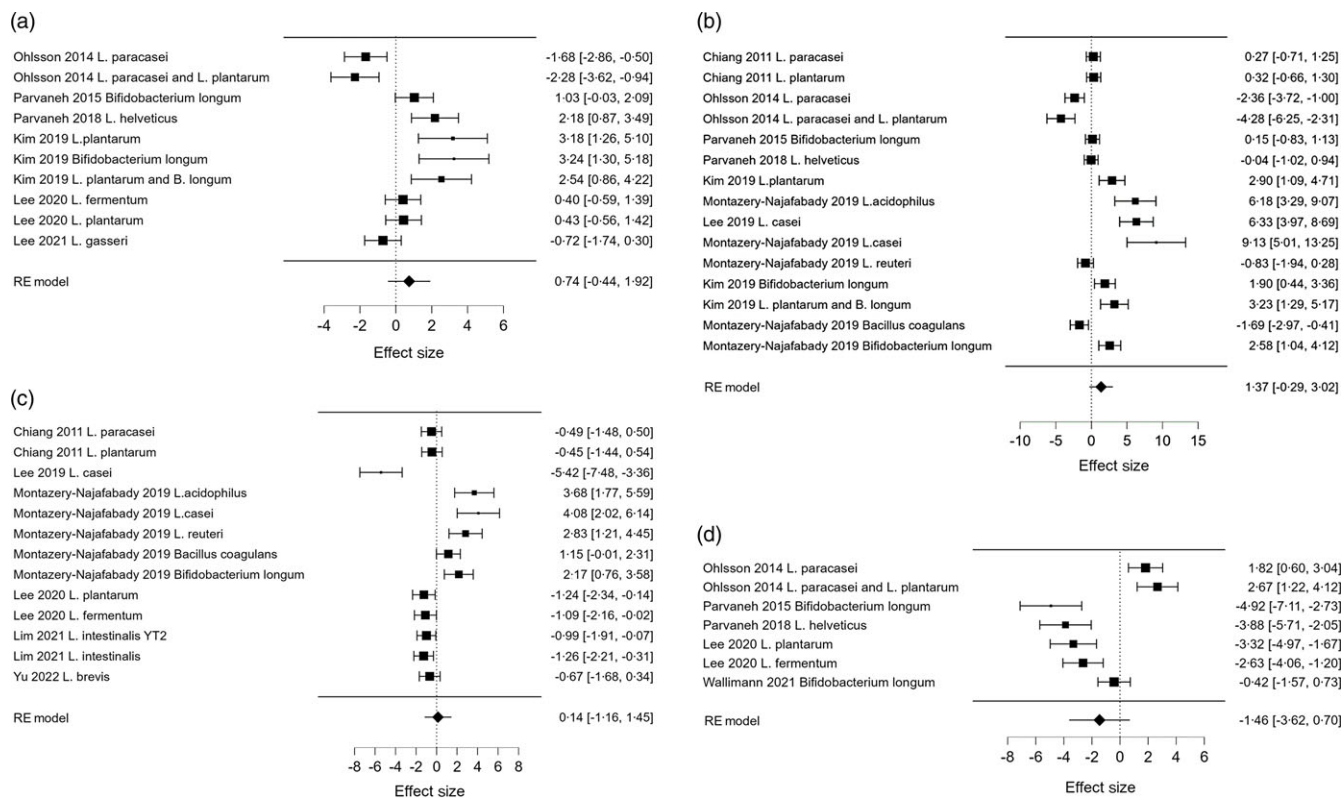 (a)
Ohlsson 2014 L. paracasei -1·68 [-2·86, -0·50]
Ohlsson 2014 L. paracasei and L. plantarum -2·28 [-3·62, -0·94]
Parvaneh 2015 Bifidobacterium longum 1·03 [-0·03, 2·09]
Parvaneh 2018 L. helveticus 2·18 [0·87, 3·49]
Kim 2019 L.plantarum 3·18 [1·26, 5·10]
Kim 2019 Bifidobacterium longum 3·24 [1·30, 5·18]
Kim 2019 L. plantarum and B. longum 2·54 [0·86, 4·22]
Lee 2020 L. fermentum 0·40 [-0·59, 1·39]
Lee 2020 L. plantarum 0·43 [-0·56, 1·42]
Lee 2021 L. gasseri -0·72 [-1·74, 0·30]
RE model 0·74 [-0·44, 1·92]
-4 -2 0 2 4 6
Effect size
(b)
Chiang 2011 L. paracasei 0·27 [-0·71, 1·25]
Chiang 2011 L. plantarum 0·32 [-0·66, 1·30]
Ohlsson 2014 L. paracasei -2·36 [-3·72, -1·00]
Ohlsson 2014 L. paracasei and L. plantarum -4·28 [-6·25, -2·31]
Parvaneh 2015 Bifidobacterium longum 0·15 [-0·83, 1·13]
Parvaneh 2018 L. helveticus -0·04 [-1·02, 0·94]
Kim 2019 L.plantarum 2·90 [1·09, 4·71]
Montazery-Najafabady 2019 L.acidophilus 6·18 [3·29, 9·07]
Lee 2019 L. casei 6·33 [3·97, 8·69]
Montazery-Najafabady 2019 L.casei 9·13 [5·01, 13·25]
Montazery-Najafabady 2019 L. reuteri -0·83 [-1·94, 0·28]
Kim 2019 Bifidobacterium longum 1·90 [0·44, 3·36]
Kim 2019 L. plantarum and B. longum 3·23 [1·29, 5·17]
Montazery-Najafabady 2019 Bacillus coagulans -1·69 [-2·97, -0·41]
Montazery-Najafabady 2019 Bifidobacterium longum 2·58 [1·04, 4·12]
RE model 1·37 [-0·29, 3·02]
-10 -5 0 5 10 15
Effect size
(c)
Chiang 2011 L. paracasei -0·49 [-1·48, 0·50]
Chiang 2011 L. plantarum -0·45 [-1·44, 0·54]
Lee 2019 L. casei -5·42 [-7·48, -3·36]
Montazery-Najafabady 2019 L.acidophilus 3·68 [1·77, 5·59]
Montazery-Najafabady 2019 L.casei 4·08 [2·02, 6·14]
Montazery-Najafabady 2019 L. reuteri 2·83 [1·21, 4·45]
Montazery-Najafabady 2019 Bacillus coagulans 1·15 [-0·01, 2·31]
Montazery-Najafabady 2019 Bifidobacterium longum 2·17 [0·76, 3·58]
Lee 2020 L. plantarum -1·24 [-2·34, -0·14]
Lee 2020 L. fermentum -1·09 [-2·16, -0·02]
Lim 2021 L. intestinalis YT2 -0·99 [-1·91, -0·07]
Lim 2021 L. intestinalis -1·26 [-2·21, -0·31]
Yu 2022 L. brevis -0·67 [-1·68, 0·34]
RE model 0·14 [-1·16, 1·45]
-8 -6 -4 -2 0 2 4 6 8
Effect size
(d)
Ohlsson 2014 L. paracasei 1·82 [0·60, 3·04]
Ohlsson 2014 L. paracasei and L. plantarum 2·67 [1·22, 4·12]
Parvaneh 2015 Bifidobacterium longum -4·92 [-7·11, -2·73]
Parvaneh 2018 L. helveticus -3·88 [-5·71, -2·05]
Lee 2020 L. plantarum -3·32 [-4·97, -1·67]
Lee 2020 L. fermentum -2·63 [-4·06, -1·20]
Wallimann 2021 Bifidobacterium longum -0·42 [-1·57, 0·73]
RE model -1·46 [-3·62, 0·70]
-8 -6 -4 -2 0 2 4 6
Effect size